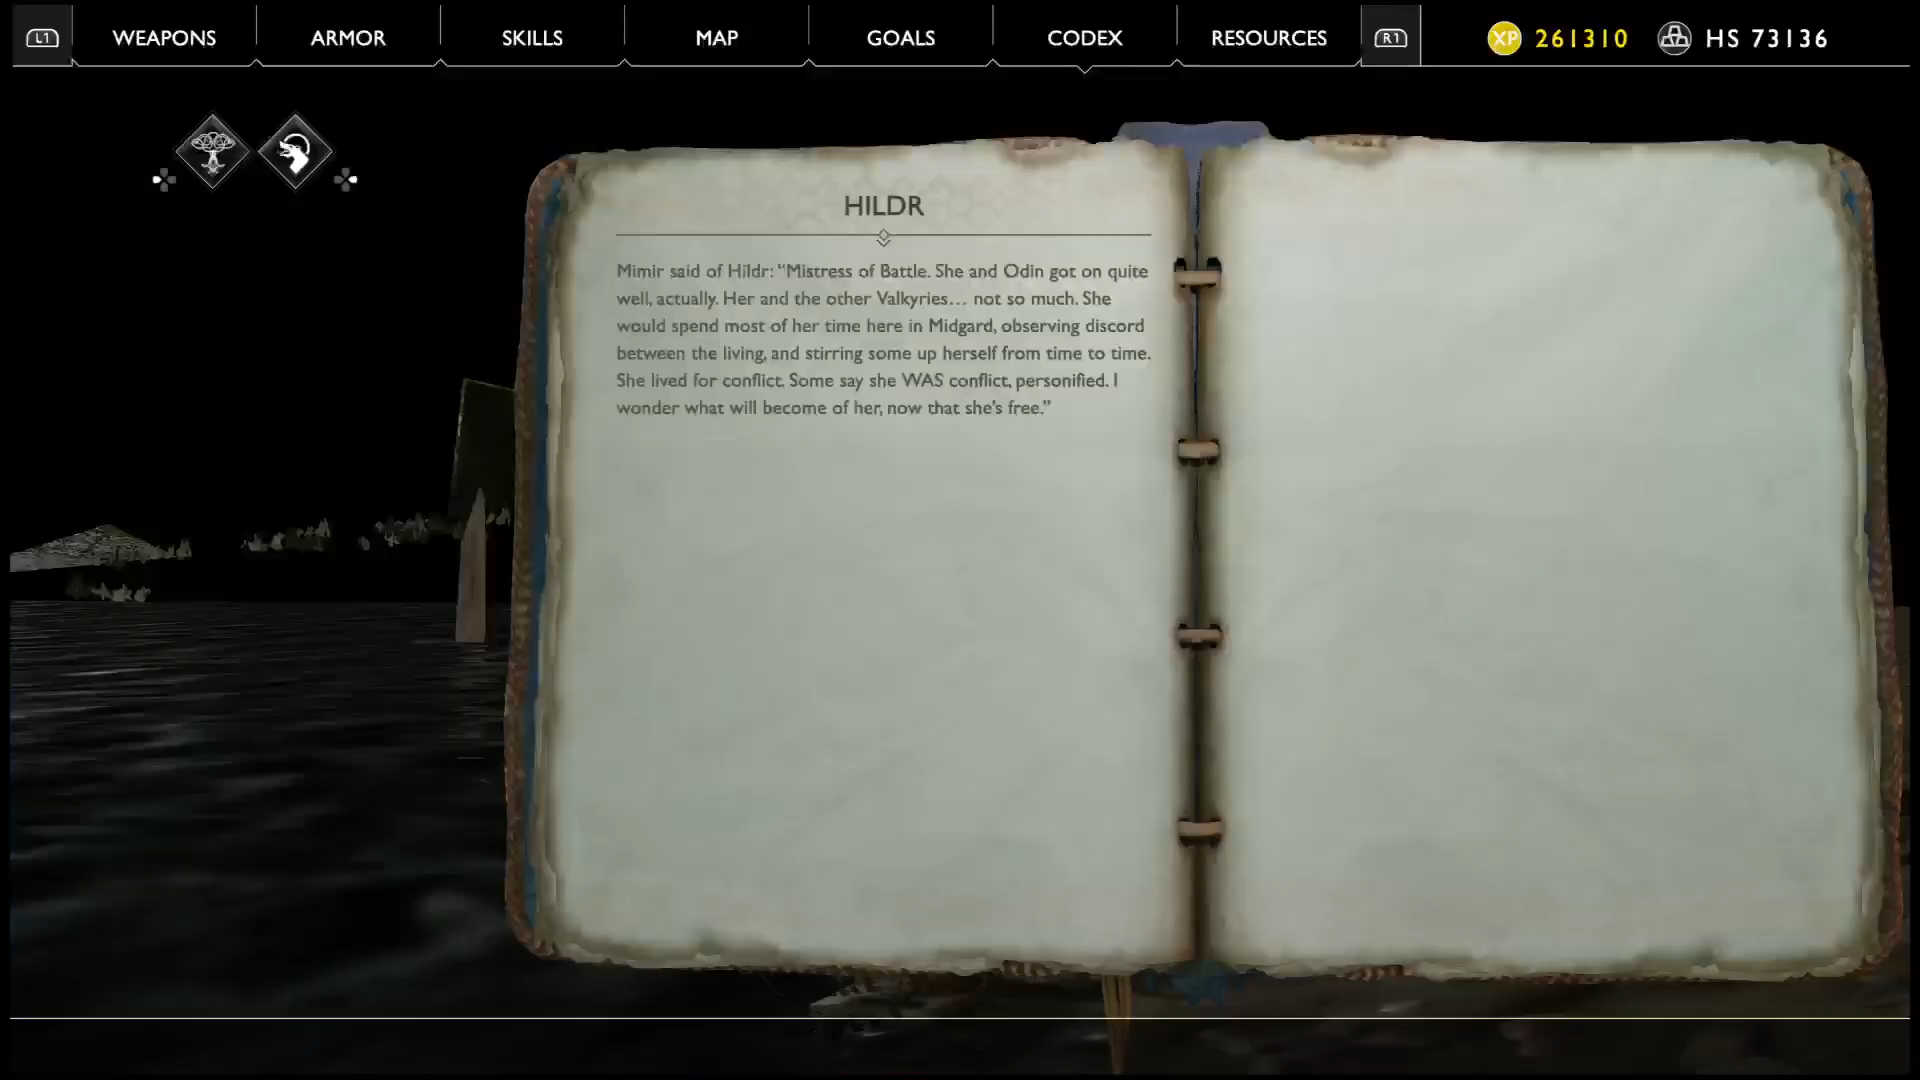 L1 WEAPONS ARMOR SKILLS MAP GOALS CODEX RESOURCES R1 XP 261310 HS 73136
HILDR
Mimir said of Hildr: “Mistress of Battle. She and Odin got on quite
well, actually. Her and the other Valkyries… not so much. She
would spend most of her time here in Midgard, observing discord
between the living, and stirring some up herself from time to time.
She lived for conflict. Some say she WAS conflict, personified. I
wonder what will become of her, now that she’s free.”